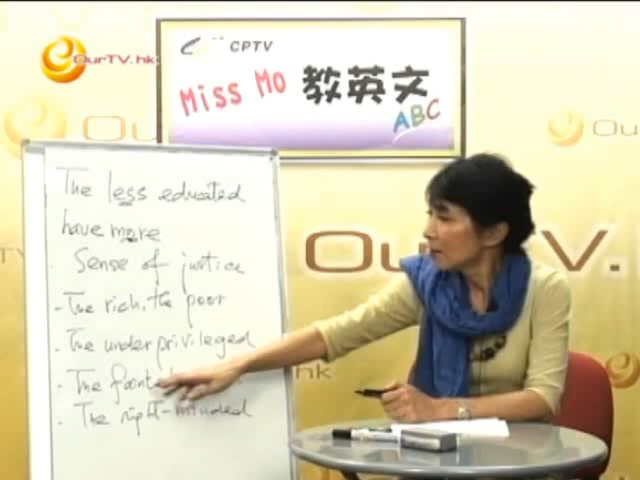 OurTV.hk
CPTV
Miss Mo 教英文
ABC
The less educated
have more
Sense of justice
- The rich, the poor
- The underprivileged
- The faint
- The right-minded